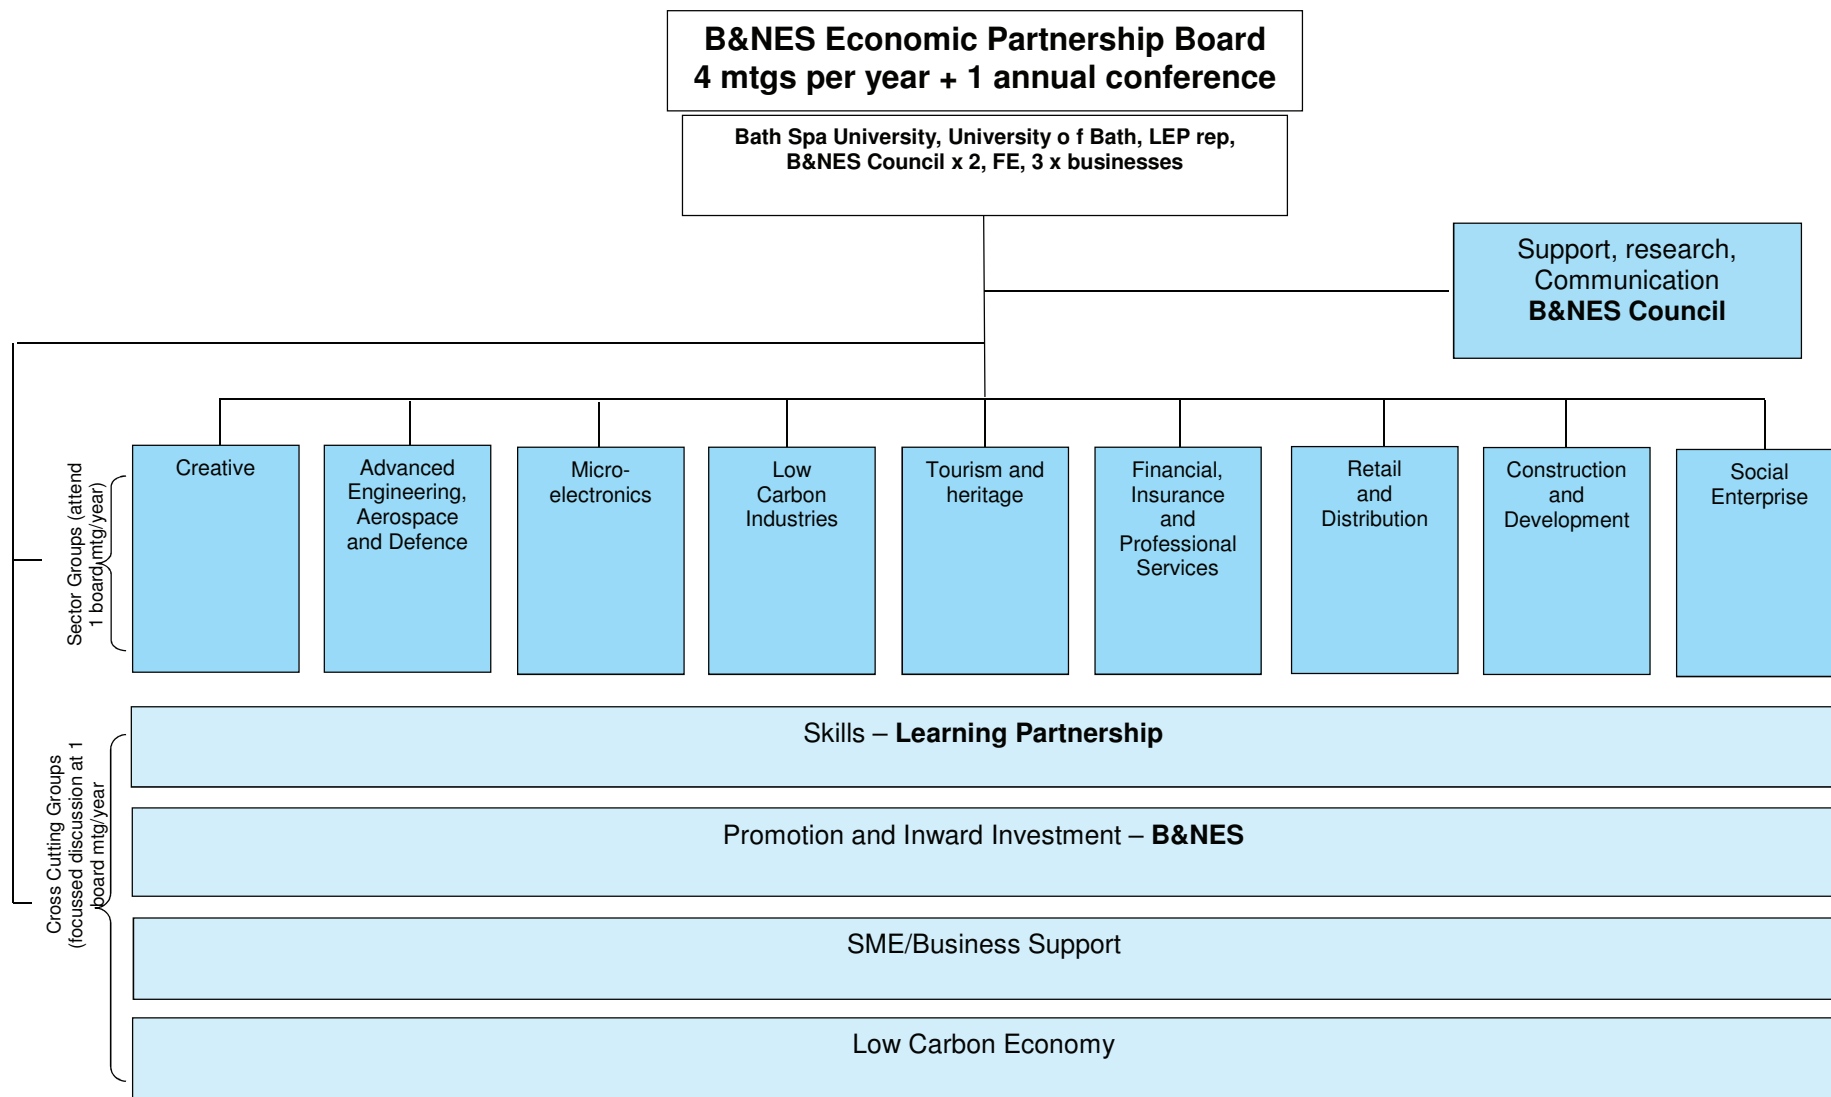 B&NES Economic Partnership Board
4 mtgs per year + 1 annual conference
Bath Spa University, University o f Bath, LEP rep,
B&NES Council x 2, FE, 3 x businesses
Support, research,
Communication
B&NES Council
Sector Groups (attend
1 board mtg/year)
Creative
Advanced
Engineering,
Aerospace
and Defence
Micro-
electronics
Low
Carbon
Industries
Tourism and
heritage
Financial,
Insurance
and
Professional
Services
Retail
and
Distribution
Construction
and
Development
Social
Enterprise
Cross Cutting Groups
(focussed discussion at 1
board mtg/year
Skills – Learning Partnership
Promotion and Inward Investment – B&NES
SME/Business Support
Low Carbon Economy